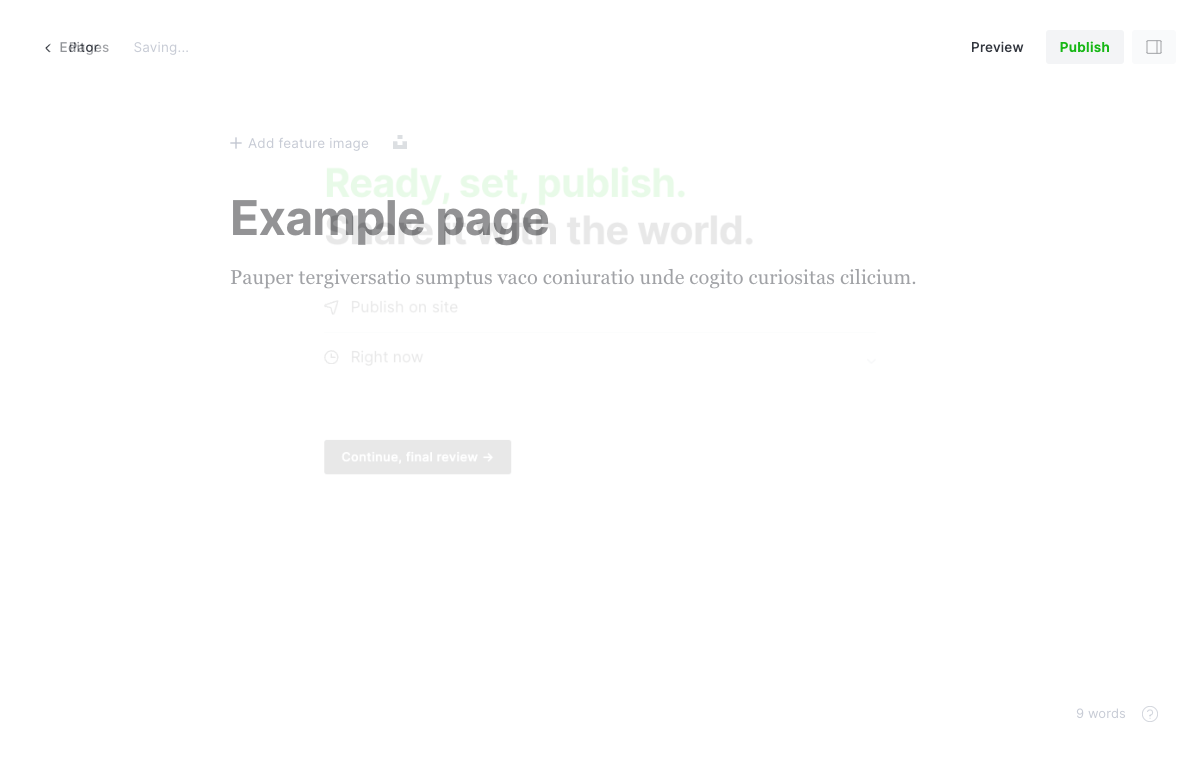 Editor
Pages
Saving...
Preview
Publish
Add feature image
Ready, set, publish.
Example page
Share it with the world.
Pauper tergiversatio sumptus vaco coniuratio unde cogito curiositas cilicium.
Publish on site
Right now
Continue, final review →
9 words